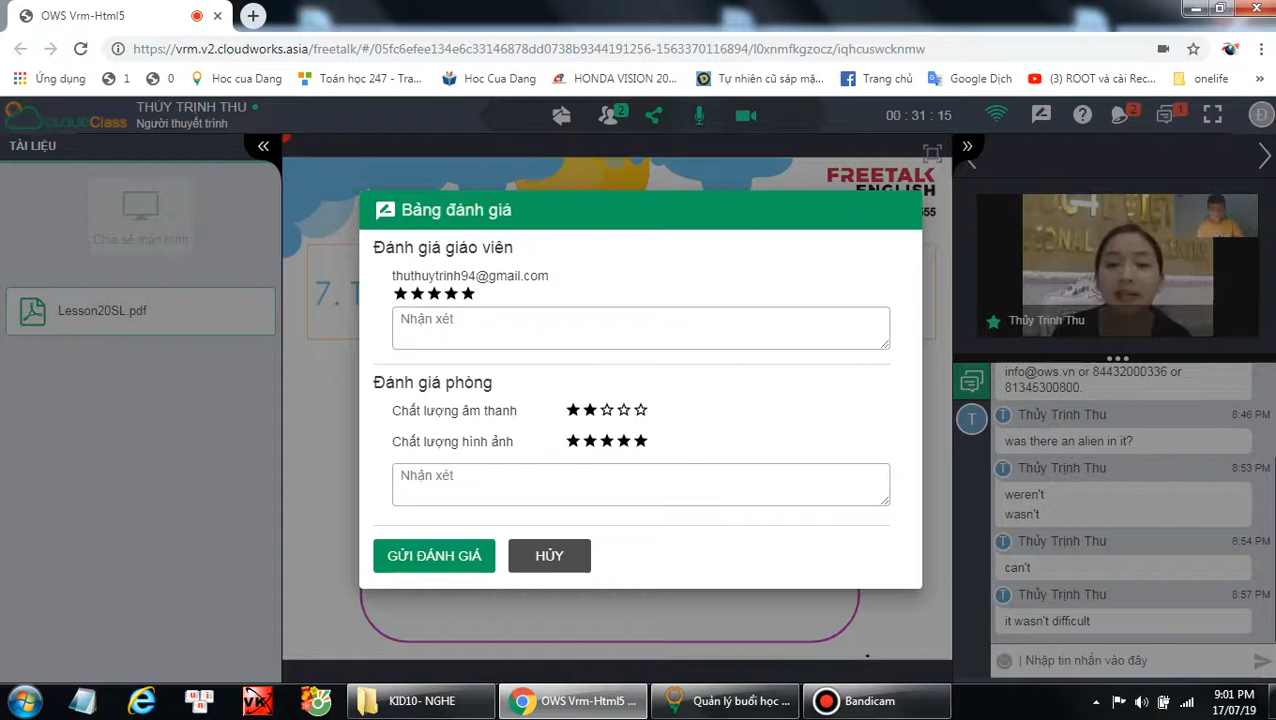 OWS Vrm-Html5
https://vrm.v2.cloudworks.asia/freetalk/#/05fc6efee134e6c33146878dd0738b9344191256-1563370116894/l0xnmfkgzocz/iqhcuswcknmw
Ứng dụng
1
0
Hoc cua Dang
Toán học 247 - Tra...
Học Cua Dang
HONDA VISION 20...
Tự nhiên cũ sáp mặ...
Trang chủ
Google Dịch
(3) ROOT và cài Rec...
onelife
»
CLOUDClass
THỦY TRỊNH THU
Người thuyết trình
2
00 : 31 : 15
2
1
Đ
TÀI LIỆU
Chia sẻ màn hình
Lesson20SL.pdf
FREETALK
ENGLISH
555
7. T
Bảng đánh giá
Đánh giá giáo viên
thuthuytrinh94@gmail.com
Nhận xét
Đánh giá phòng
Chất lượng âm thanh
Chất lượng hình ảnh
Nhận xét
GỬI ĐÁNH GIÁ
HỦY
Thủy Trịnh Thu
info@ows.vn or 84432000336 or
81345300800.
T
Thủy Trịnh Thu
8:46 PM
was there an alien in it?
T
Thủy Trịnh Thu
8:53 PM
weren't
wasn't
T
Thủy Trịnh Thu
8:54 PM
can't
T
Thủy Trịnh Thu
8:57 PM
it wasn't difficult
Nhập tin nhắn vào đây
KID10- NGHE
OWS Vrm-Html5 ...
Quản lý buổi học ...
Bandicam
9:01 PM
17/07/19